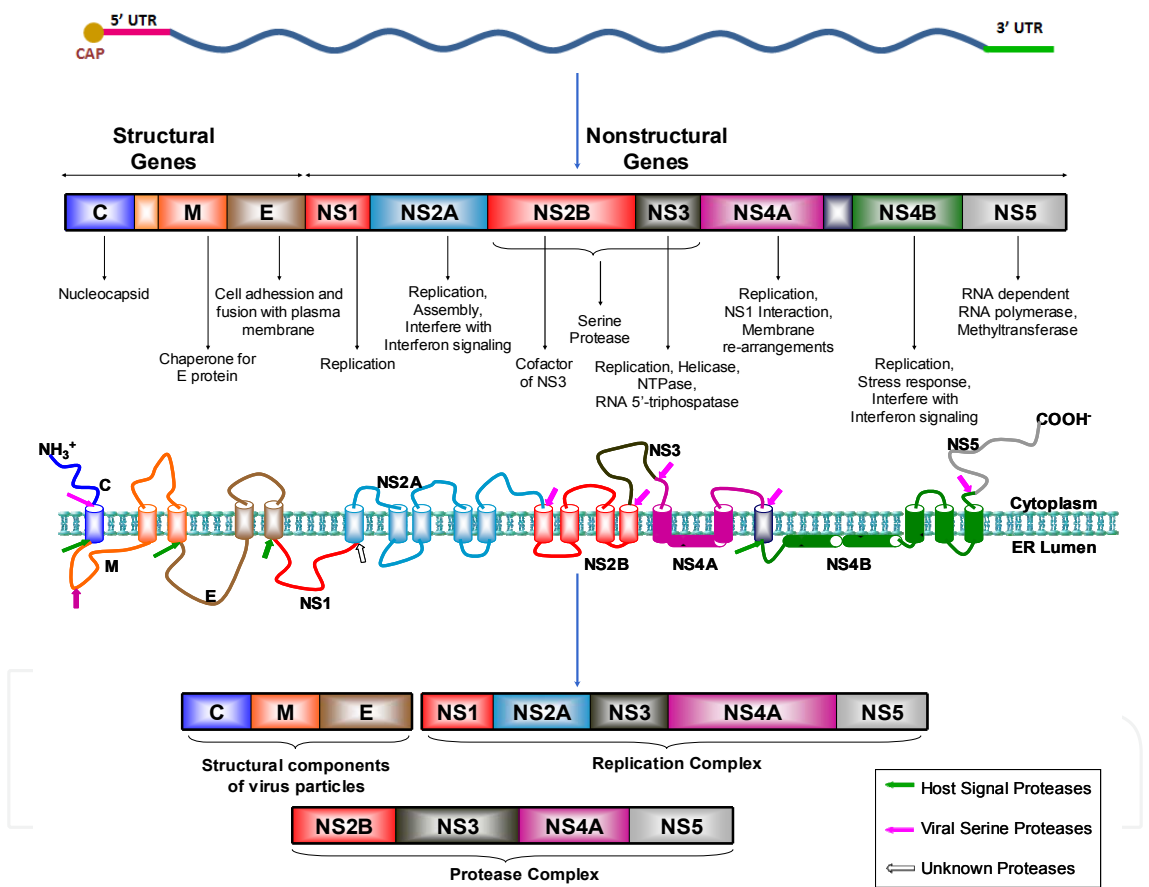 5' UTR
3' UTR
CAP
Structural
Genes
Nonstructural
Genes
C
M
E
NS1
NS2A
NS2B
NS3
NS4A
NS4B
NS5
Nucleocapsid
Chaperone for
E protein
Cell adhession and
fusion with plasma
membrane
Replication
Replication,
Assembly,
Interfere with
Interferon signaling
Cofactor
of NS3
Serine
Protease
Replication, Helicase,
NTPase,
RNA 5'-triphospatase
Replication,
NS1 Interaction,
Membrane
re-arrangements
Replication,
Stress response,
Interfere with
Interferon signaling
RNA dependent
RNA polymerase,
Methyltransferase
NH3+
C
M
E
NS1
NS2A
NS2B
NS3
NS4A
NS4B
NS5
COOH-
Cytoplasm
ER Lumen
C
M
E
NS1
NS2A
NS3
NS4A
NS5
Structural components
of virus particles
Replication Complex
NS2B
NS3
NS4A
NS5
Protease Complex
Host Signal Proteases
Viral Serine Proteases
Unknown Proteases